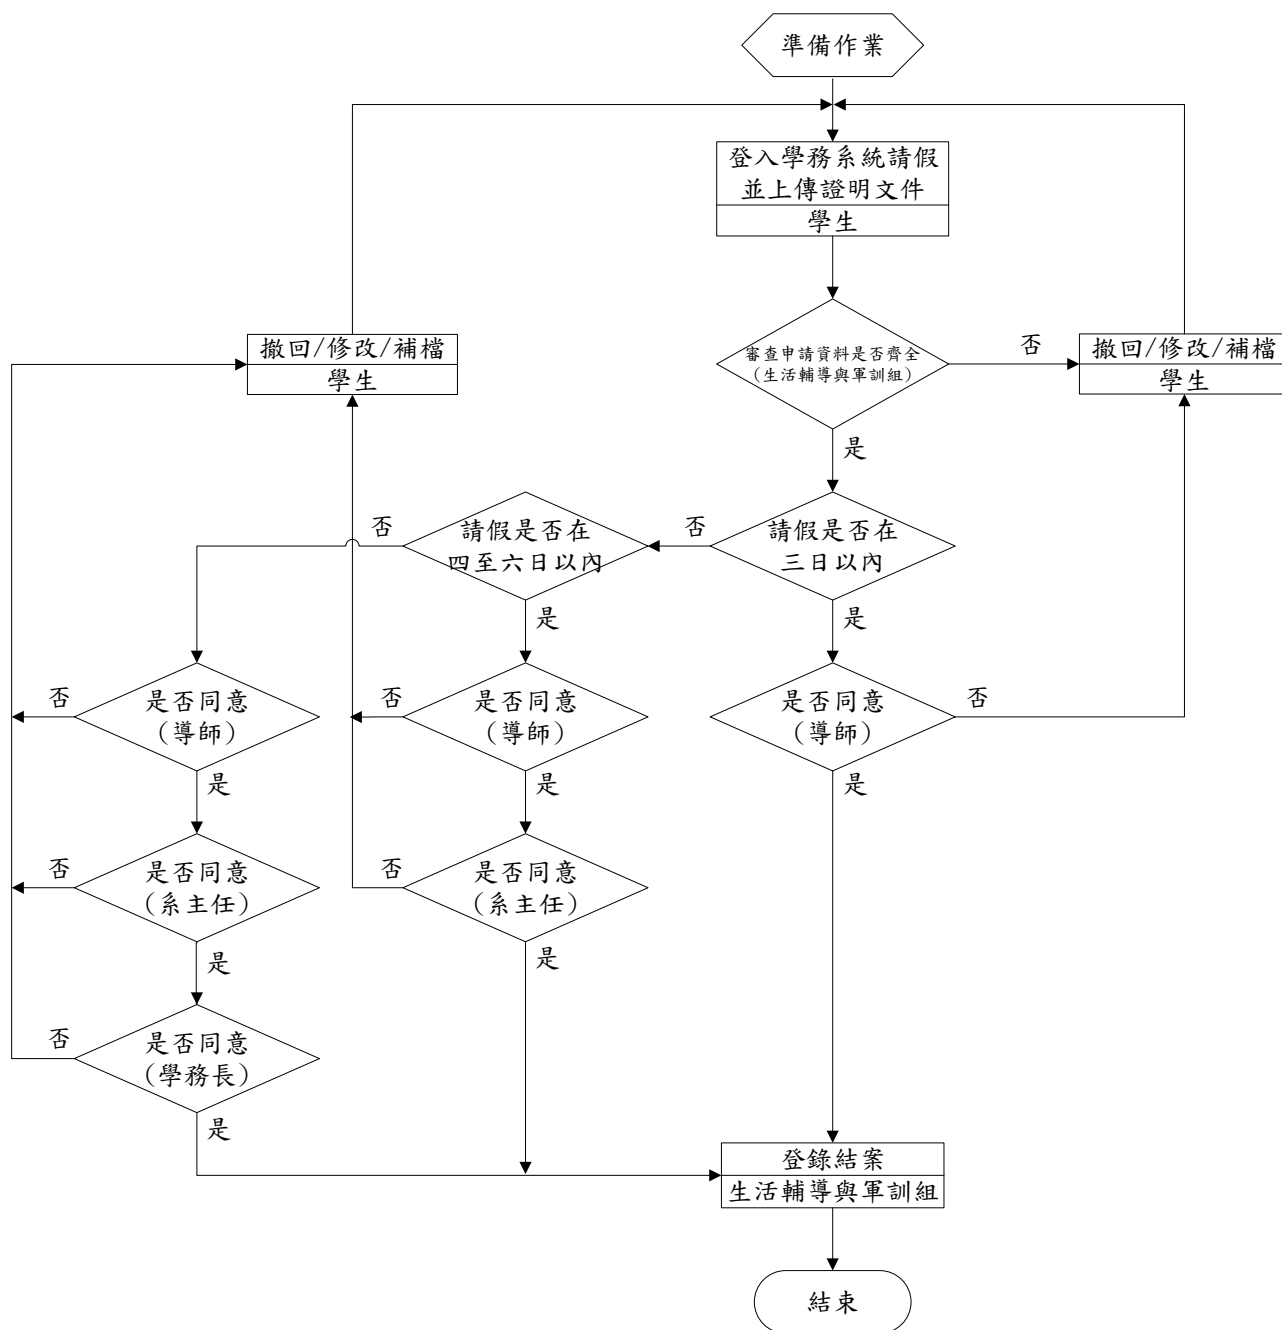 準備作業
登入學務系統請假
並上傳證明文件
學生
撤回/修改/補檔
學生
審查申請資料是否齊全
(生活輔導與軍訓組)
否
撤回/修改/補檔
學生
是
否
請假是否在
四至六日以內
否
請假是否在
三日以內
是
是
否
是否同意
(導師)
否
是否同意
(導師)
是否同意
(導師)
否
是
是
是
否
是否同意
(系主任)
否
是否同意
(系主任)
是
是
否
是否同意
(學務長)
是
登錄結案
生活輔導與軍訓組
結束